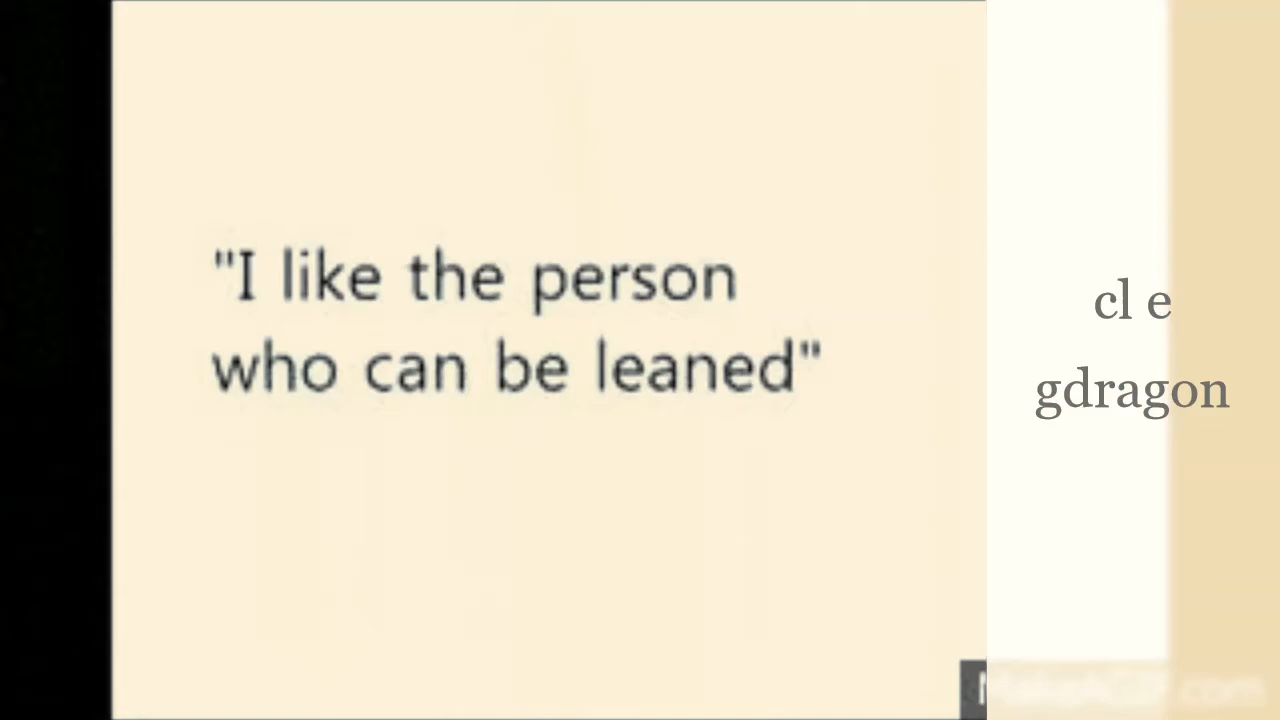 "I like the person
who can be leaned"
cl e
gdragon